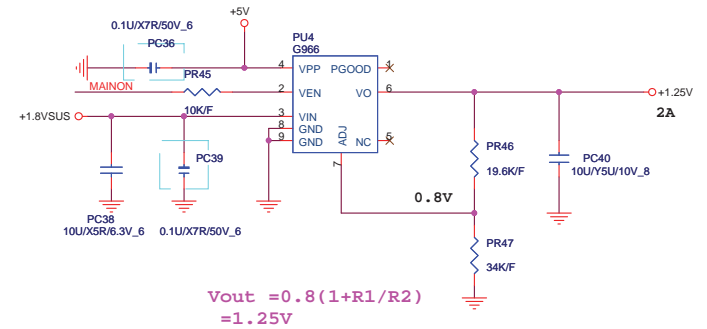 +5V
0.1U/X7R/50V_6
PC36
PU4
G966
4 VPP PGOOD 1
MAINON
PR45
2 VEN VO 6
+1.25V
10K/F
2A
+1.8VSUS
3 VIN
8 GND
9 GND
ADJ
NC 5
7
PC39
PC38
10U/X5R/6.3V_6
0.1U/X7R/50V_6
PR46
19.6K/F
PC40
10U/Y5U/10V_8
0.8V
PR47
34K/F
Vout =0.8(1+R1/R2)
=1.25V